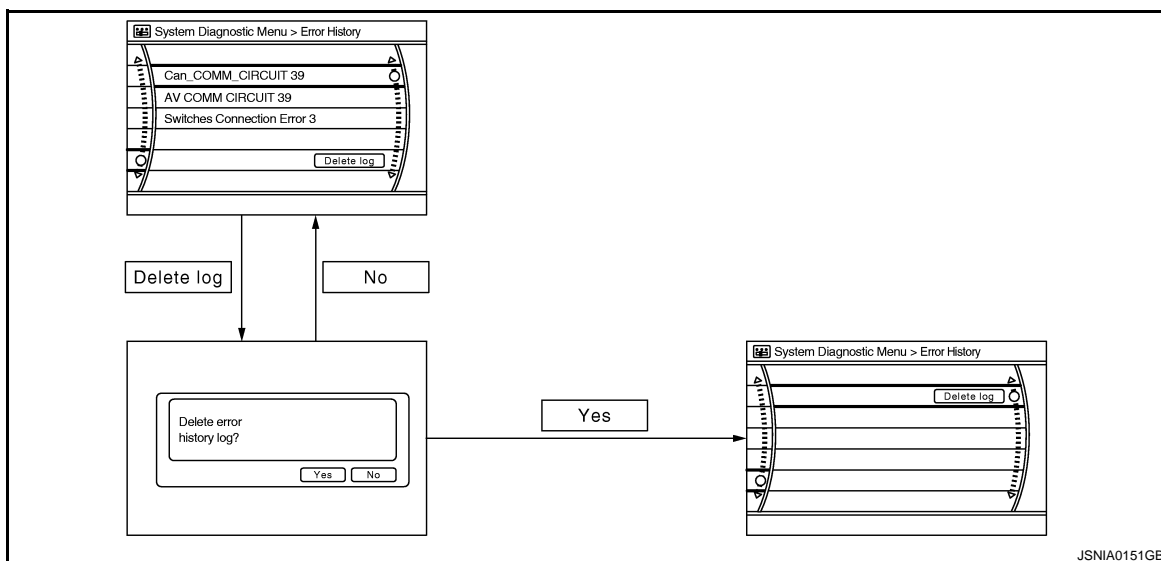 System Diagnostic Menu > Error History
Can_COMM_CIRCUIT 39
AV COMM CIRCUIT 39
Switches Connection Error 3
Delete log
Delete log
No
Delete error
history log?
Yes
No
Yes
System Diagnostic Menu > Error History
Delete log
JSNIA0151GB